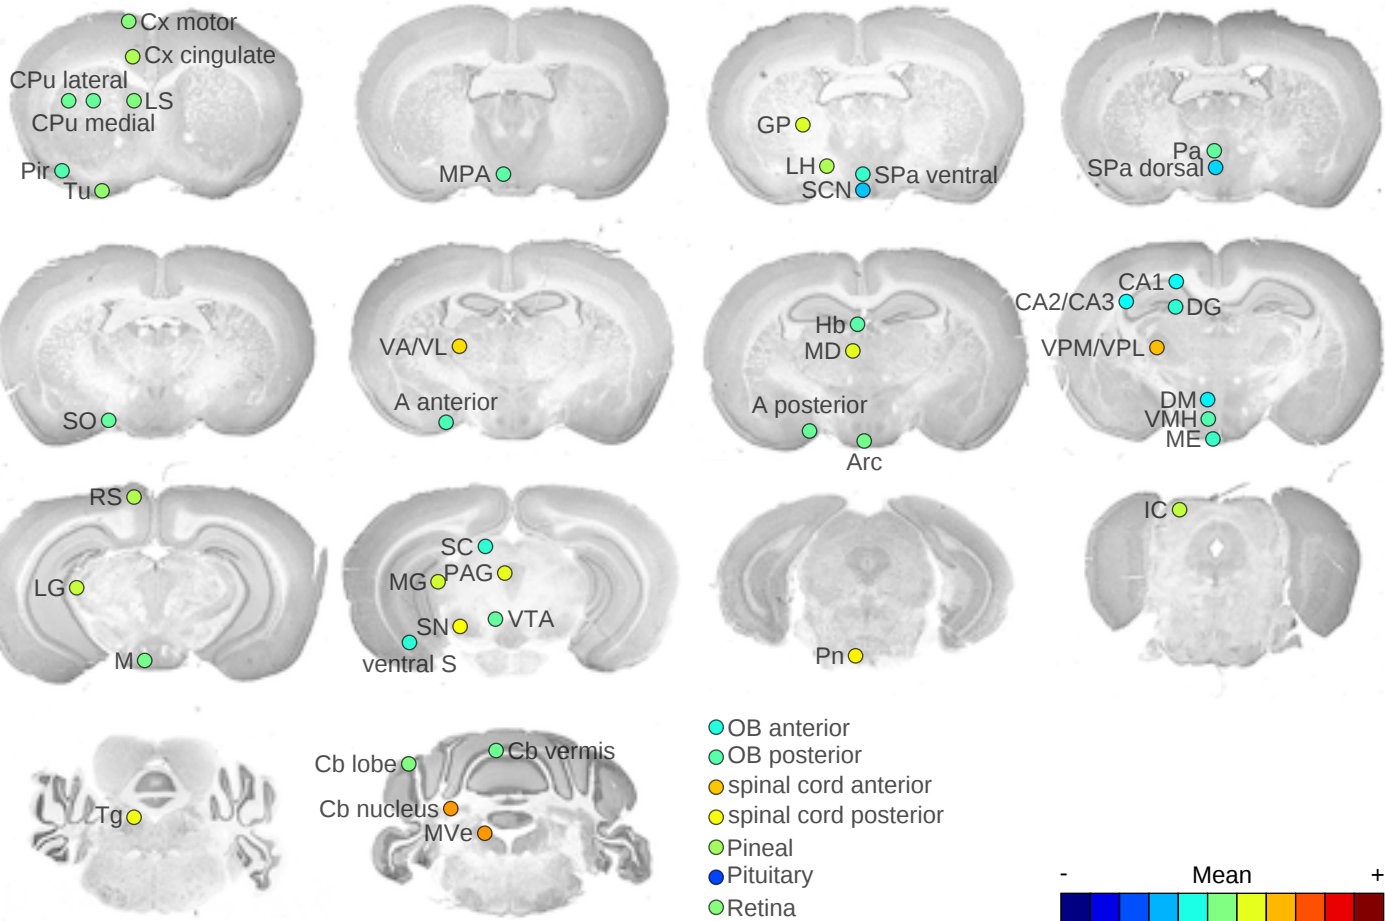 Cx motor
Cx cingulate
CPu lateral
LS
CPu medial
Pir
Tu
MPA
GP
LH
SPa ventral
SCN
Pa
SPa dorsal
SO
VA/VL
A anterior
Hb
MD
A posterior
Arc
CA1
CA2/CA3
DG
VPM/VPL
DM
VMH
ME
RS
LG
M
SC
PAG
MG
VTA
SN
ventral S
Pn
IC
Tg
Cb vermis
Cb lobe
Cb nucleus
MVe
OB anterior
OB posterior
spinal cord anterior
spinal cord posterior
Pineal
Pituitary
Retina
- Mean +